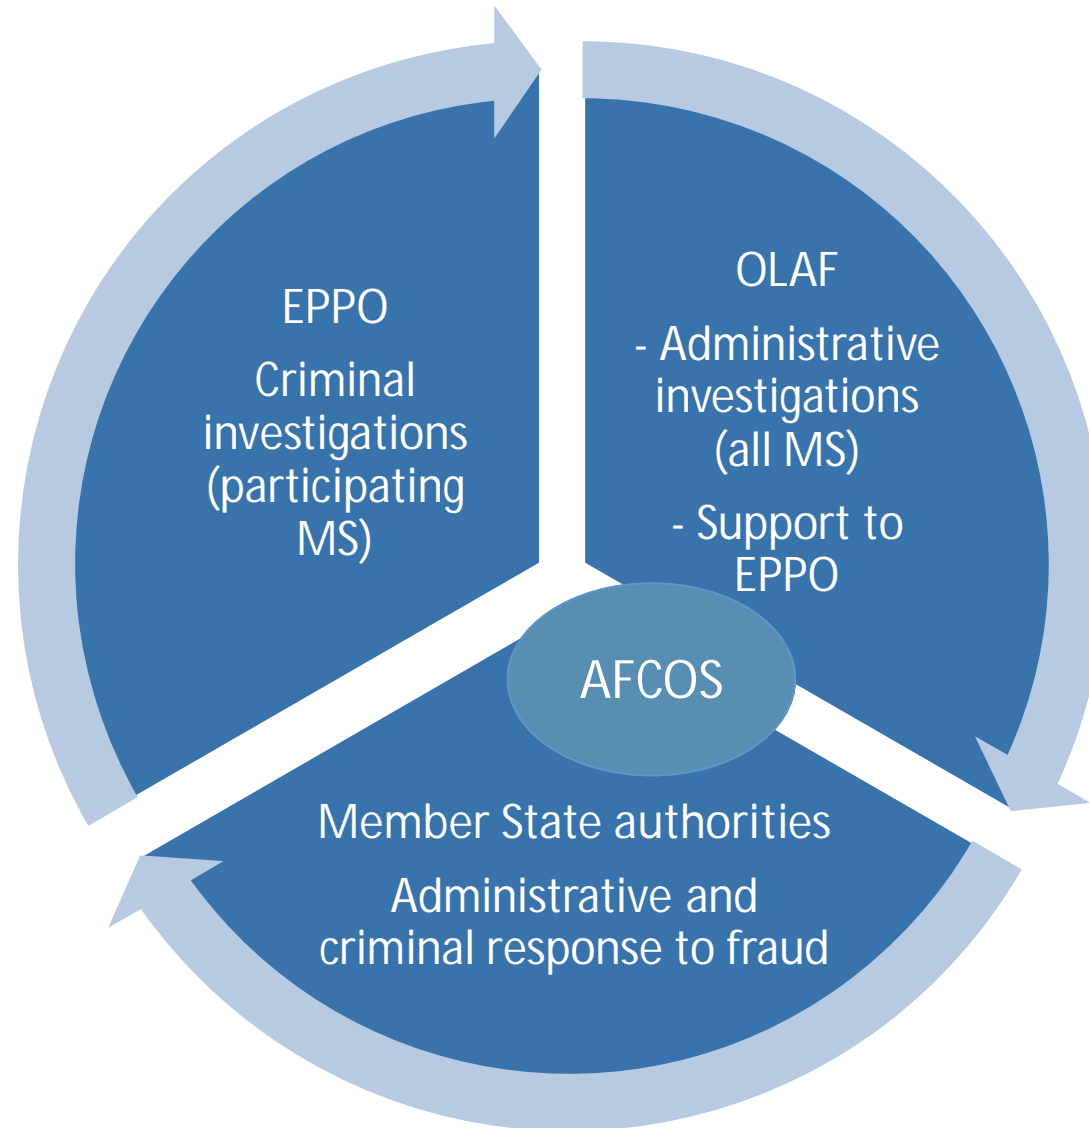 EPPO
Criminal
investigations
(participating
MS)
OLAF
- Administrative
investigations
(all MS)
- Support to
EPPO
AFCOS
Member State authorities
Administrative and
criminal response to fraud